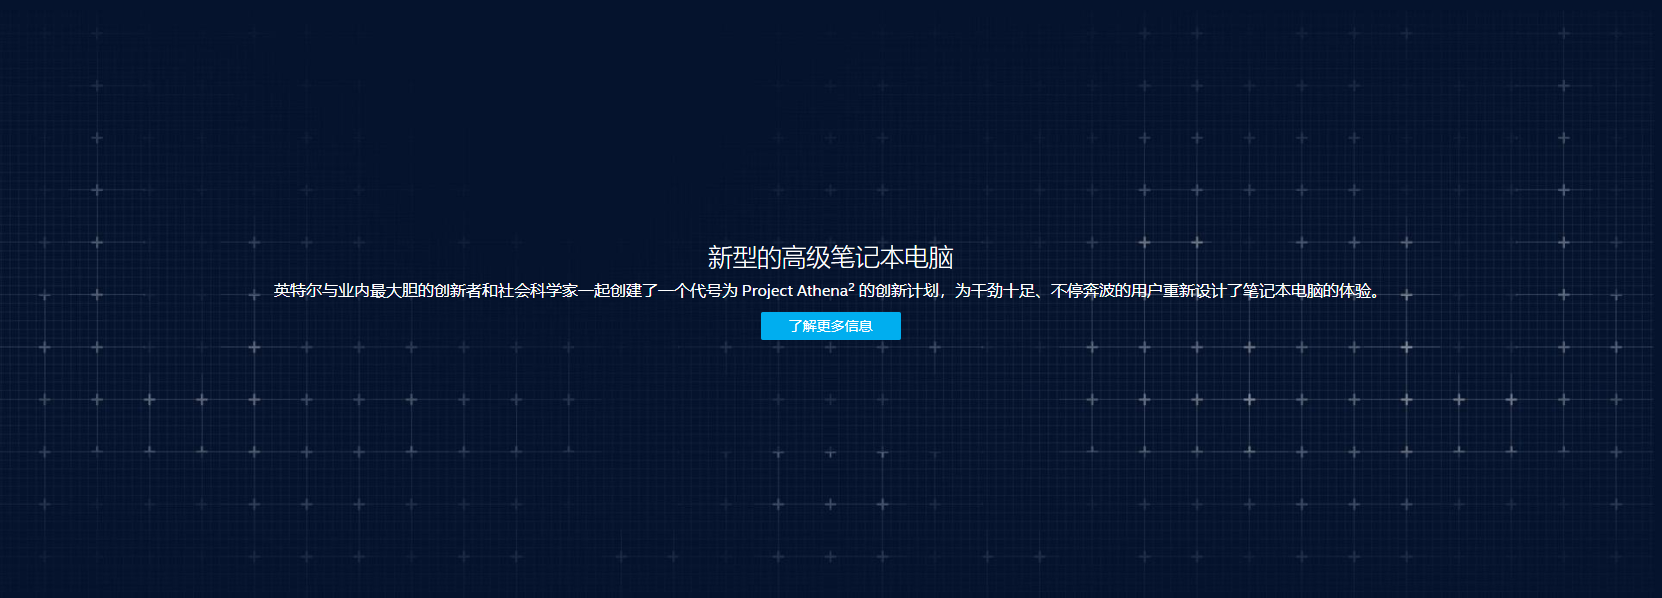 新型的高级笔记本电脑
英特尔与业内最大胆的创新者和社会科学家一起创建了一个代号为 Project Athena² 的创新计划，为干劲十足、不停奔波的用户重新设计了笔记本电脑的体验。
了解更多信息